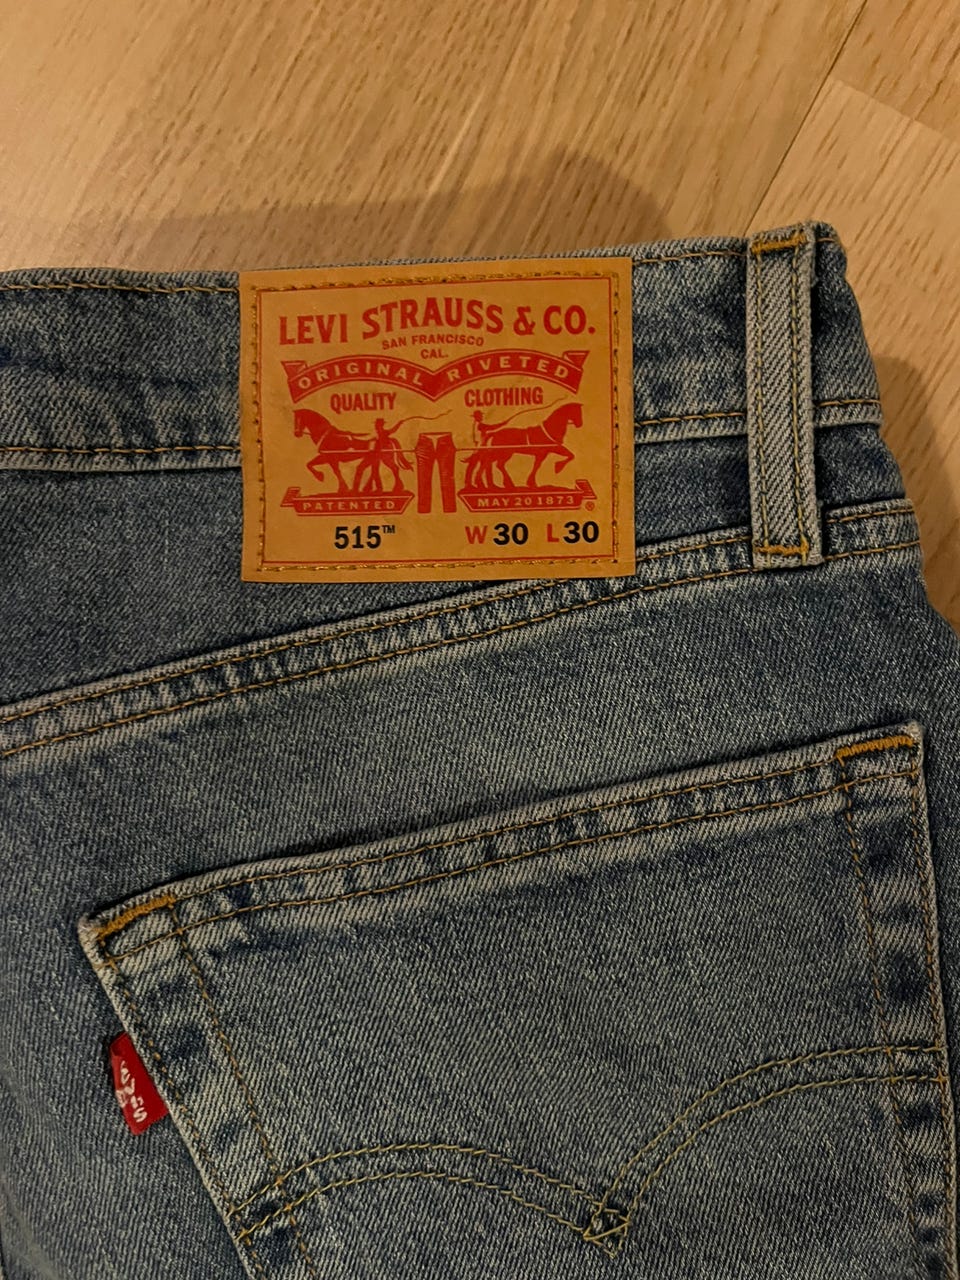 LEVI STRAUSS & CO.
SAN FRANCISCO
CAL.
ORIGINAL RIVETED
QUALITY CLOTHING
PATENTED MAY 20 1873 ®
515™ W30 L30
LEVI'S